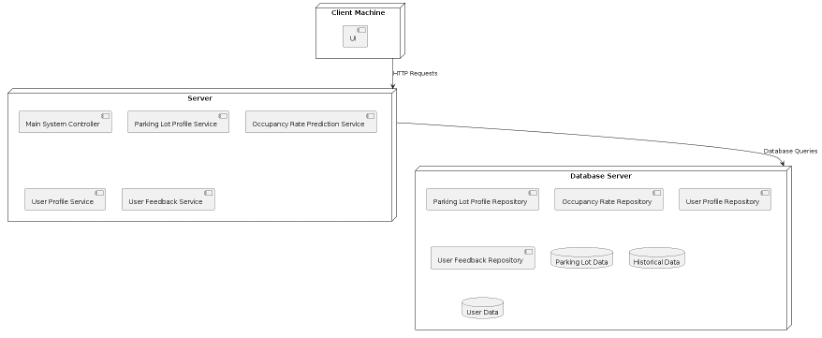 Client Machine
UI
HTTP Requests
Server
Main System Controller
Parking Lot Profile Service
Occupancy Rate Prediction Service
User Profile Service
User Feedback Service
Database Queries
Database Server
Parking Lot Profile Repository
Occupancy Rate Repository
User Profile Repository
User Feedback Repository
Parking Lot Data
Historical Data
User Data